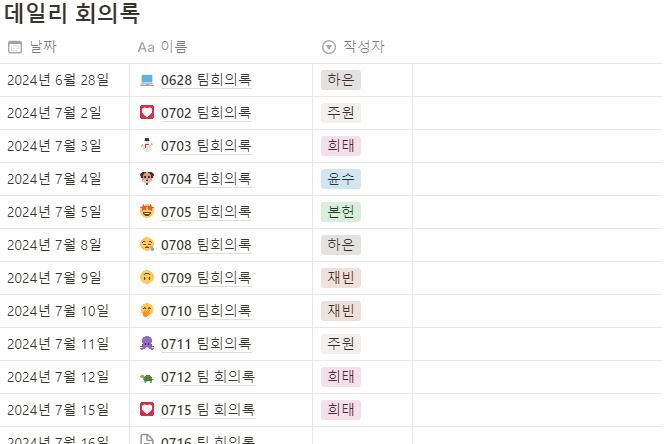 데일리 회의록
날짜 Aa 이름 작성자
2024년 6월 28일 0628 팀회의록 하은
2024년 7월 2일 0702 팀회의록 주원
2024년 7월 3일 0703 팀회의록 희태
2024년 7월 4일 0704 팀회의록 윤수
2024년 7월 5일 0705 팀회의록 본헌
2024년 7월 8일 0708 팀회의록 하은
2024년 7월 9일 0709 팀회의록 재빈
2024년 7월 10일 0710 팀회의록 재빈
2024년 7월 11일 0711 팀회의록 주원
2024년 7월 12일 0712 팀 회의록 희태
2024년 7월 15일 0715 팀 회의록 희태
2024년 7월 16일 0716 팀 회의록